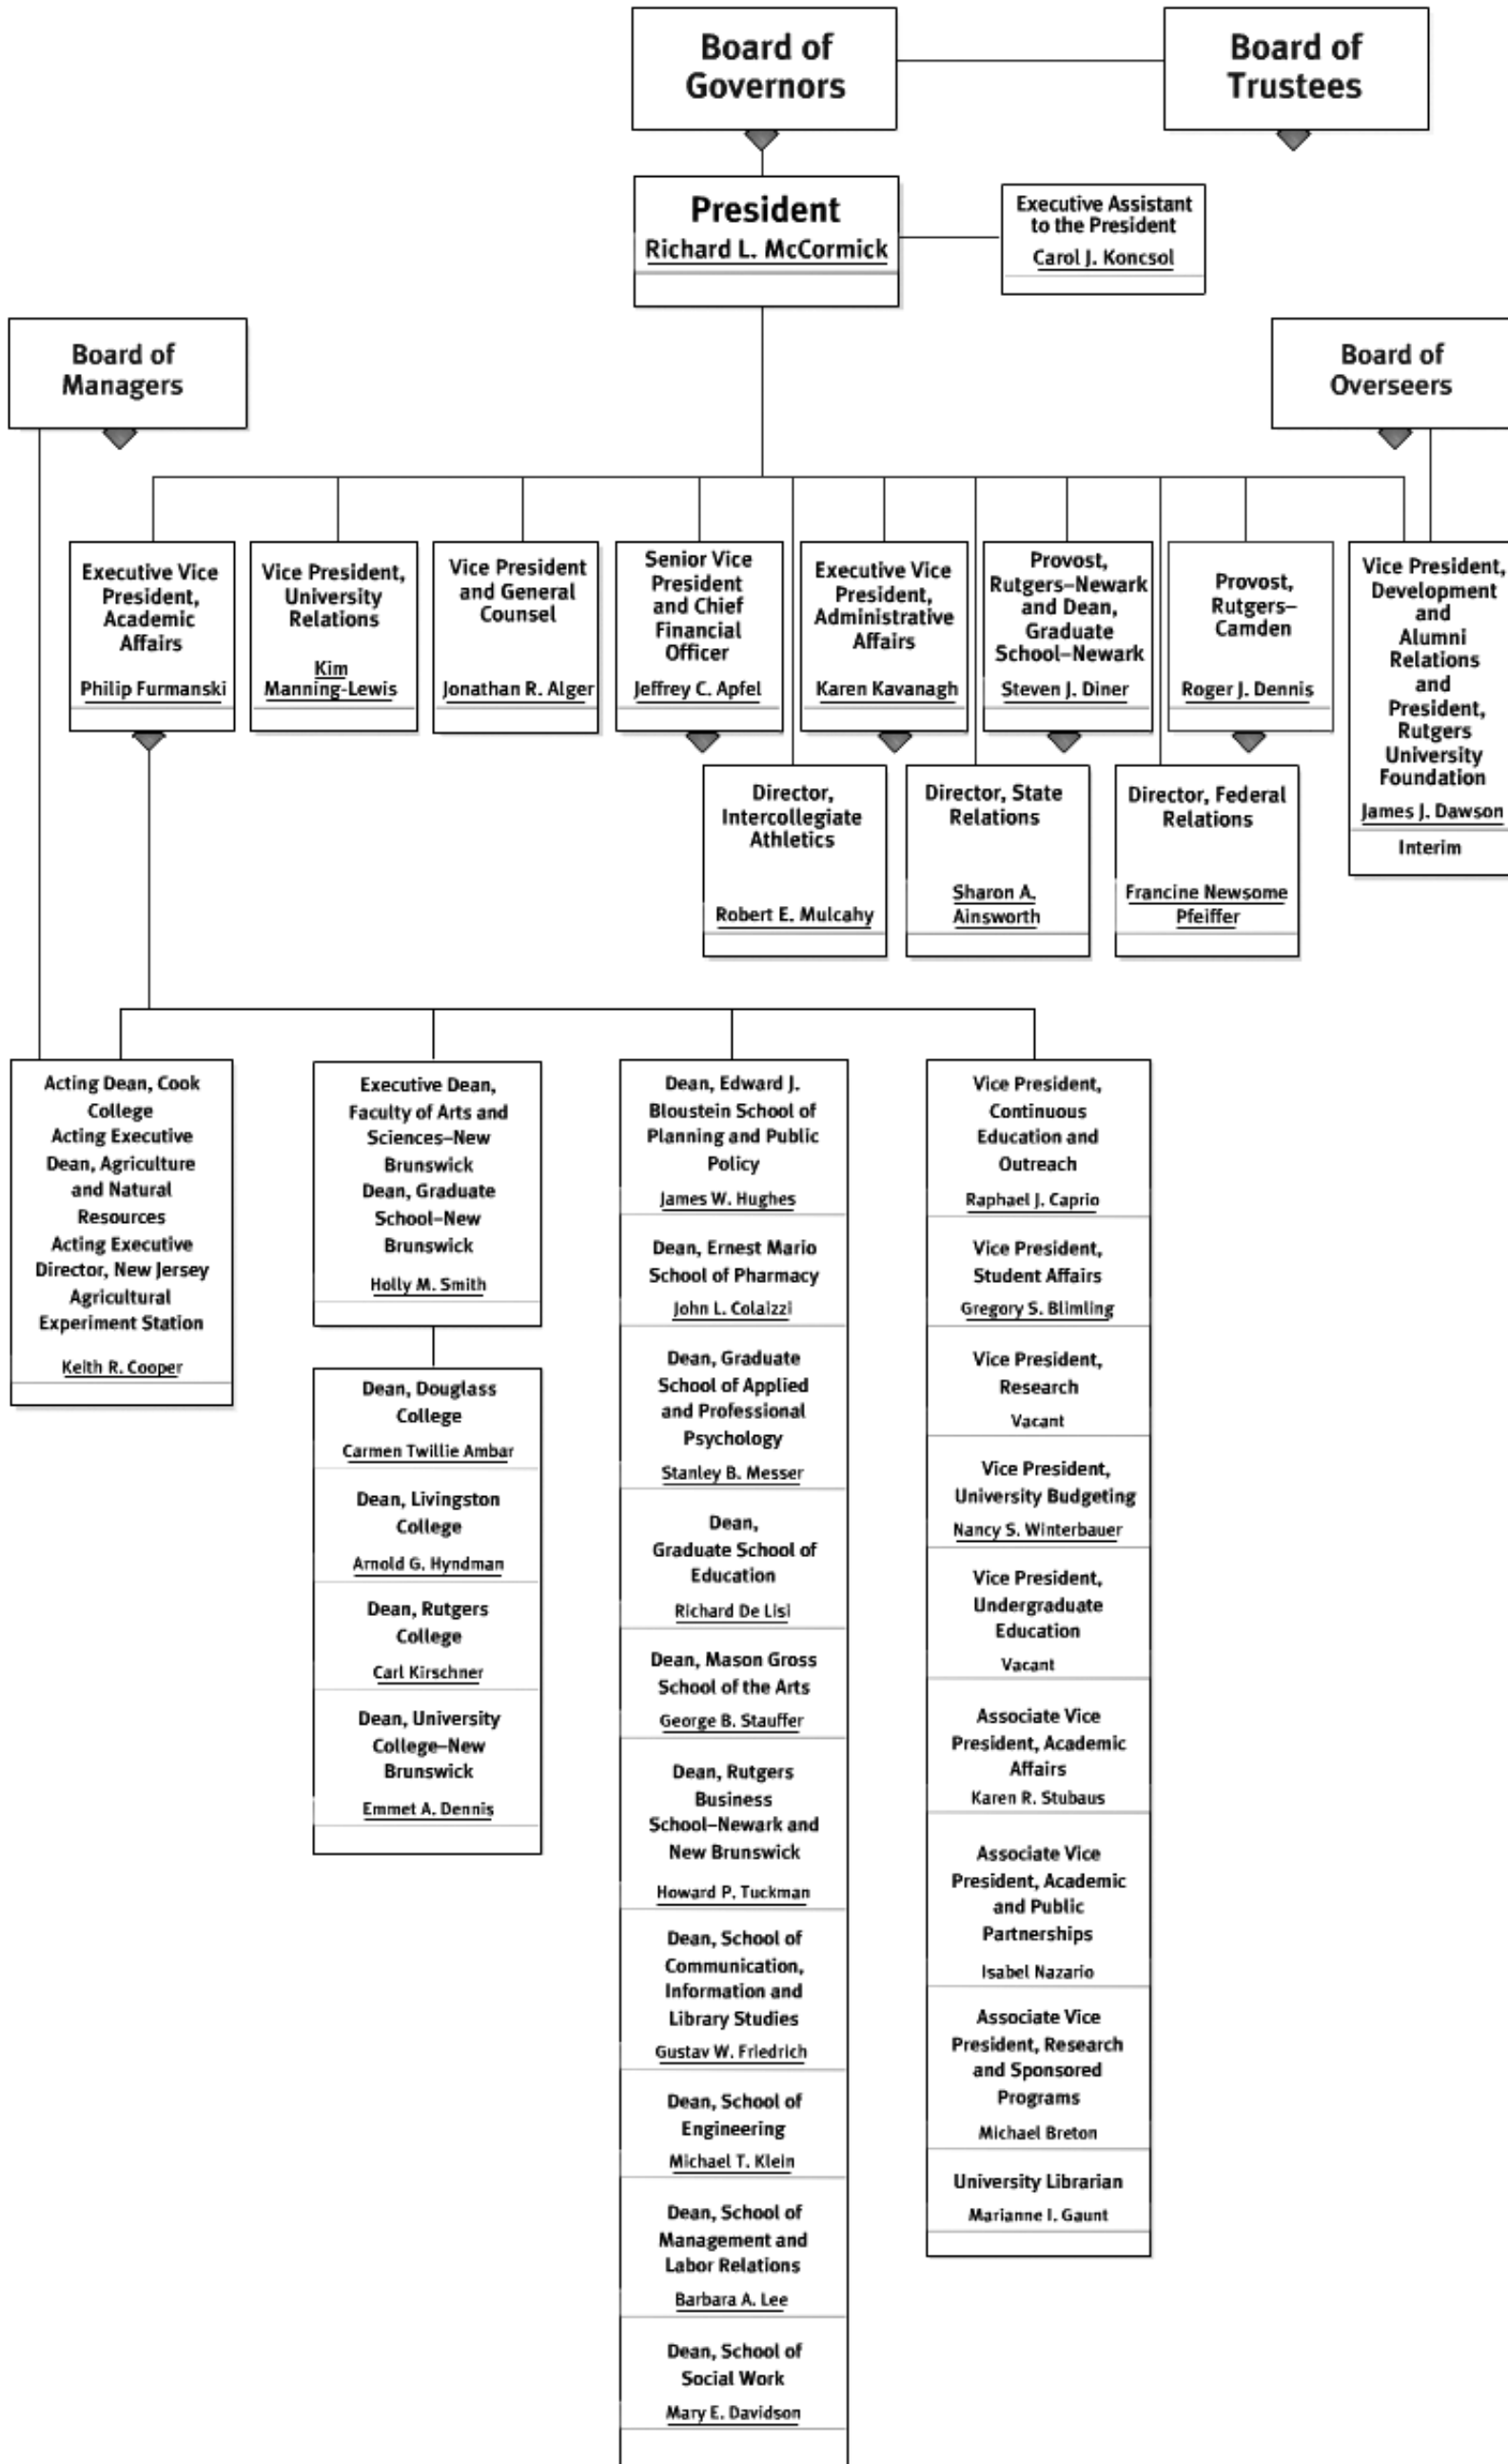 Board of
Governors
Board of
Trustees
President
Richard L. McCormick
Executive Assistant
to the President
Carol J. Koncsol
Board of
Managers
Board of
Overseers
Executive Vice
President,
Academic
Affairs
Philip Furmanski
Vice President,
University
Relations
Kim
Manning-Lewis
Vice President
and General
Counsel
Jonathan R. Alger
Senior Vice
President
and Chief
Financial
Officer
Jeffrey C. Apfel
Executive Vice
President,
Administrative
Affairs
Karen Kavanagh
Provost,
Rutgers–Newark
and Dean,
Graduate
School–Newark
Steven J. Diner
Provost,
Rutgers–
Camden
Roger J. Dennis
Vice President,
Development
and
Alumni
Relations
and
President,
Rutgers
University
Foundation
James J. Dawson
Interim
Director,
Intercollegiate
Athletics
Robert E. Mulcahy
Director, State
Relations
Sharon A.
Ainsworth
Director, Federal
Relations
Francine Newsome
Pfeiffer
Acting Dean, Cook
College
Acting Executive
Dean, Agriculture
and Natural
Resources
Acting Executive
Director, New Jersey
Agricultural
Experiment Station
Keith R. Cooper
Executive Dean,
Faculty of Arts and
Sciences–New
Brunswick
Dean, Graduate
School–New
Brunswick
Holly M. Smith
Dean, Douglass
College
Carmen Twillie Ambar
Dean, Livingston
College
Arnold G. Hyndman
Dean, Rutgers
College
Carl Kirschner
Dean, University
College–New
Brunswick
Emmet A. Dennis
Dean, Edward J.
Bloustein School of
Planning and Public
Policy
James W. Hughes
Dean, Ernest Mario
School of Pharmacy
John L. Colaizzi
Dean, Graduate
School of Applied
and Professional
Psychology
Stanley B. Messer
Dean,
Graduate School of
Education
Richard De Lisi
Dean, Mason Gross
School of the Arts
George B. Stauffer
Dean, Rutgers
Business
School–Newark and
New Brunswick
Howard P. Tuckman
Dean, School of
Communication,
Information and
Library Studies
Gustav W. Friedrich
Dean, School of
Engineering
Michael T. Klein
Dean, School of
Management and
Labor Relations
Barbara A. Lee
Dean, School of
Social Work
Mary E. Davidson
Vice President,
Continuous
Education and
Outreach
Raphael J. Caprio
Vice President,
Student Affairs
Gregory S. Blimling
Vice President,
Research
Vacant
Vice President,
University Budgeting
Nancy S. Winterbauer
Vice President,
Undergraduate
Education
Vacant
Associate Vice
President, Academic
Affairs
Karen R. Stubaus
Associate Vice
President, Academic
and Public
Partnerships
Isabel Nazario
Associate Vice
President, Research
and Sponsored
Programs
Michael Breton
University Librarian
Marianne I. Gaunt